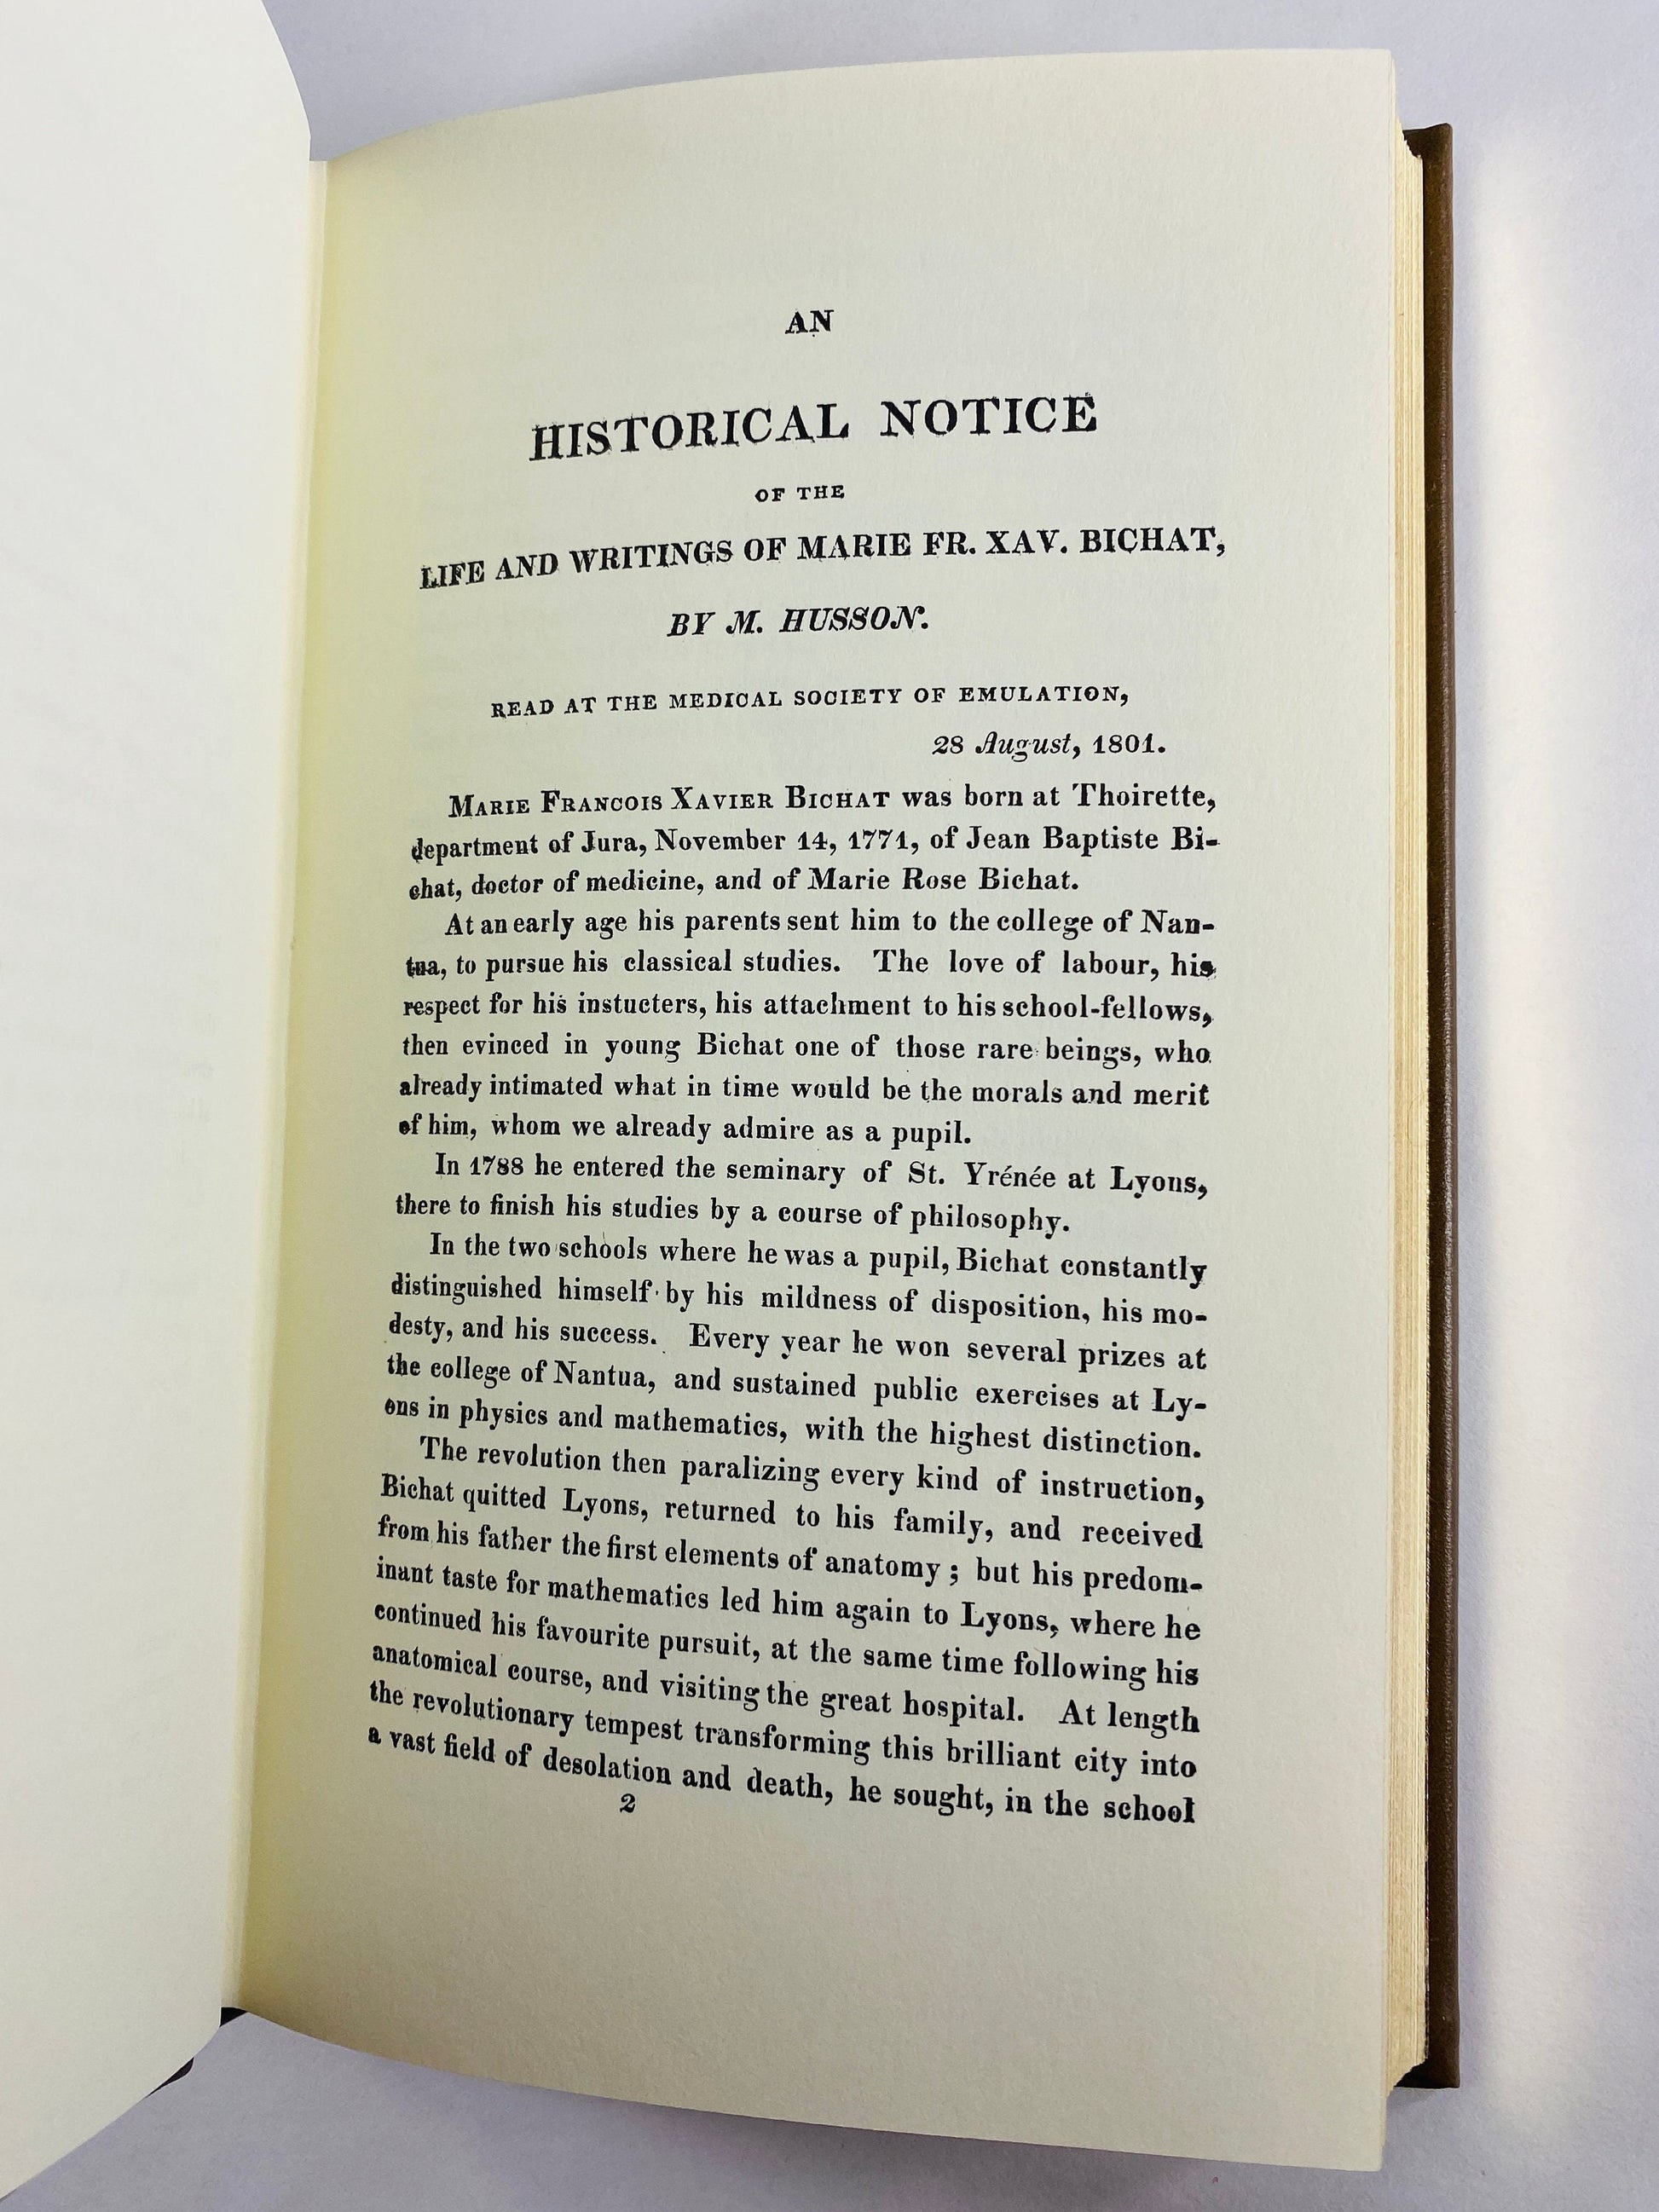 AN
HISTORICAL NOTICE
OF THE
LIFE AND WRITINGS OF MARIE FR. XAV. BICHAT,
BY M. HUSSON.
READ AT THE MEDICAL SOCIETY OF EMULATION,
28 August, 1801.
MARIE FRANCOIS XAVIER BICHAT was born at Thoirette,
department of Jura, November 14, 1771, of Jean Baptiste Bi-
chat, doctor of medicine, and of Marie Rose Bichat.
At an early age his parents sent him to the college of Nan-
tua, to pursue his classical studies. The love of labour, his
respect for his instucters, his attachment to his school-fellows,
then evinced in young Bichat one of those rare beings, who
already intimated what in time would be the morals and merit
of him, whom we already admire as a pupil.
In 1788 he entered the seminary of St. Yrénée at Lyons,
there to finish his studies by a course of philosophy.
In the two schools where he was a pupil, Bichat constantly
distinguished himself by his mildness of disposition, his mo-
desty, and his success. Every year he won several prizes at
the college of Nantua, and sustained public exercises at Ly-
ons in physics and mathematics, with the highest distinction.
The revolution then paralizing every kind of instruction,
Bichat quitted Lyons, returned to his family, and received
from his father the first elements of anatomy; but his predom-
inant taste for mathematics led him again to Lyons, where he
continued his favourite pursuit, at the same time following his
anatomical course, and visiting the great hospital. At length
the revolutionary tempest transforming this brilliant city into
a vast field of desolation and death, he sought, in the school
2